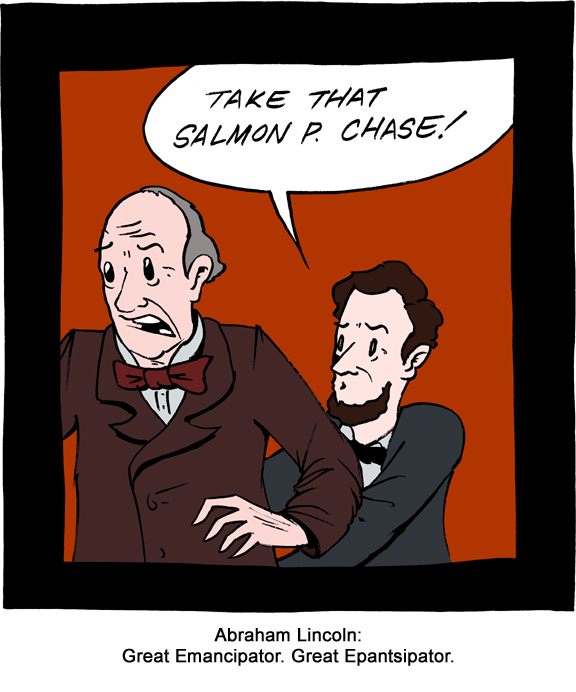 TAKE THAT
SALMON P. CHASE!
Abraham Lincoln:
Great Emancipator. Great Epantsipator.